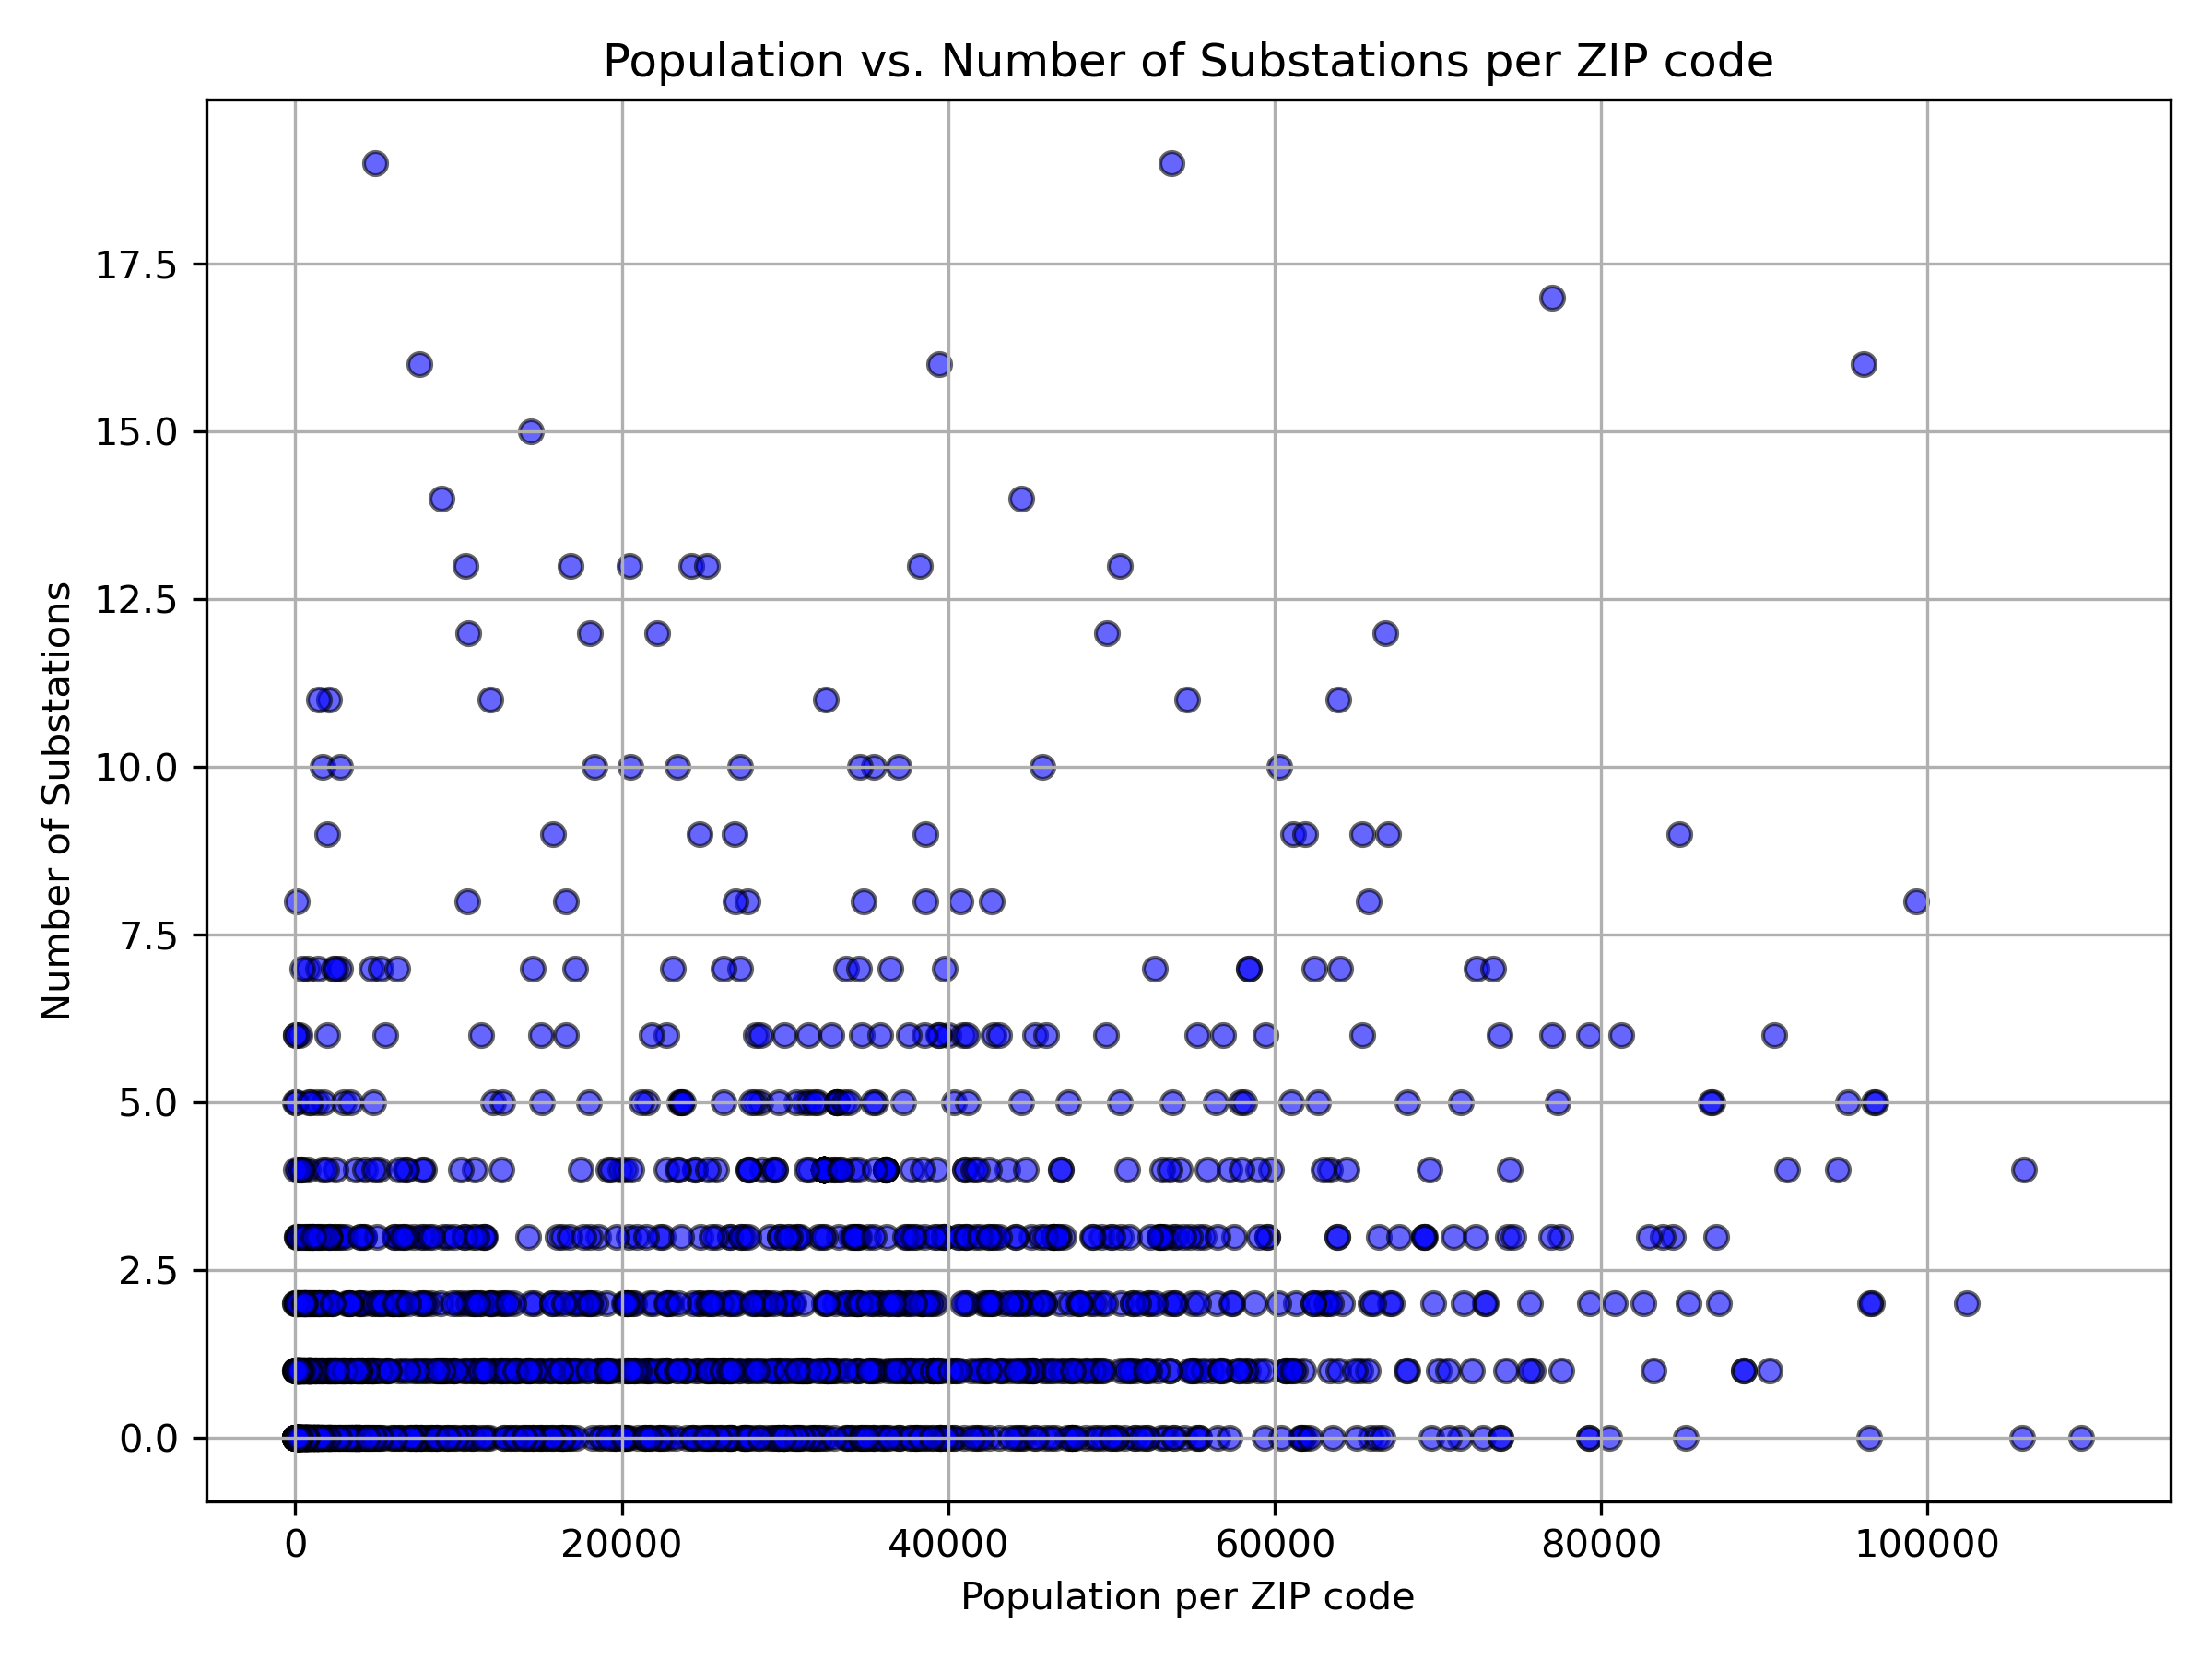 Population vs. Number of Substations per ZIP code
Number of Substations
17.5
15.0
12.5
10.0
7.5
5.0
2.5
0.0
0 20000 40000 60000 80000 100000
Population per ZIP code